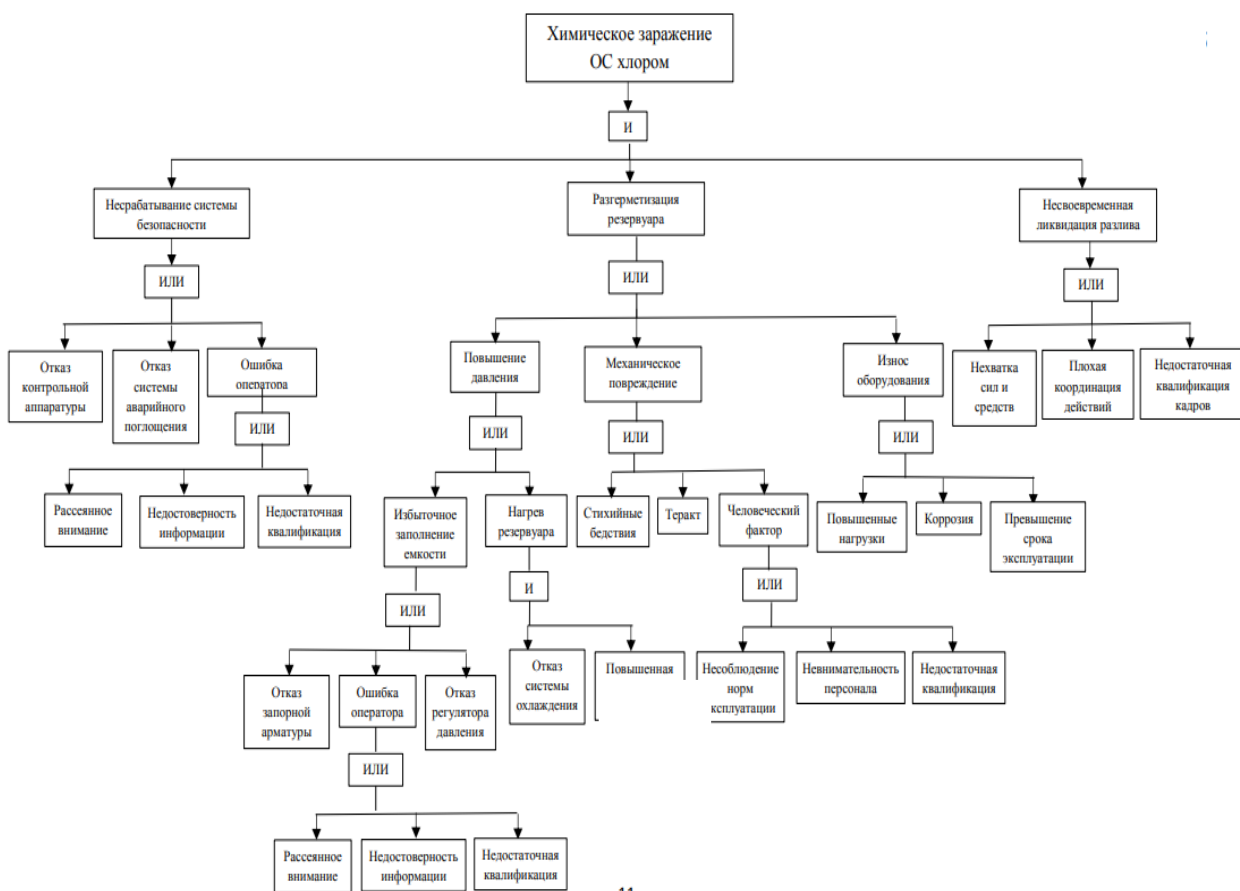 Химическое заражение
ОС хлором
И
Несрабатывание системы
безопасности
Разгерметизация
резервуара
Несвоевременная
ликвидация разлива
ИЛИ
ИЛИ
ИЛИ
Отказ
контрольной
аппаратуры
Отказ
системы
аварийного
поглощения
Ошибка
оператора
Повышение
давления
Механическое
повреждение
Износ
оборудования
Нехватка
сил и
средств
Плохая
координация
действий
Недостаточная
квалификация
кадров
ИЛИ
ИЛИ
ИЛИ
ИЛИ
Рассеянное
внимание
Недостоверность
информации
Недостаточная
квалификация
Избыточное
заполнение
емкости
Нагрев
резервуара
Стихийные
бедствия
Теракт
Человеческий
фактор
Повышенные
нагрузки
Коррозия
Превышение
срока
эксплуатации
ИЛИ
И
ИЛИ
Отказ
запорной
арматуры
Ошибка
оператора
Отказ
регулятора
давления
Отказ
системы
охлаждения
Повышенная
Несоблюдение
норм
ксплуатации
Невнимательность
персонала
Недостаточная
квалификация
ИЛИ
Рассеянное
внимание
Недостоверность
информации
Недостаточная
квалификация